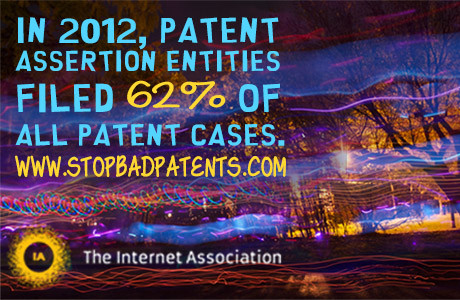 IN 2012, PATENT
ASSERTION ENTITIES
FILED 62% OF
ALL PATENT CASES.
WWW.STOPBADPATENTS.COM
IA
The Internet Association